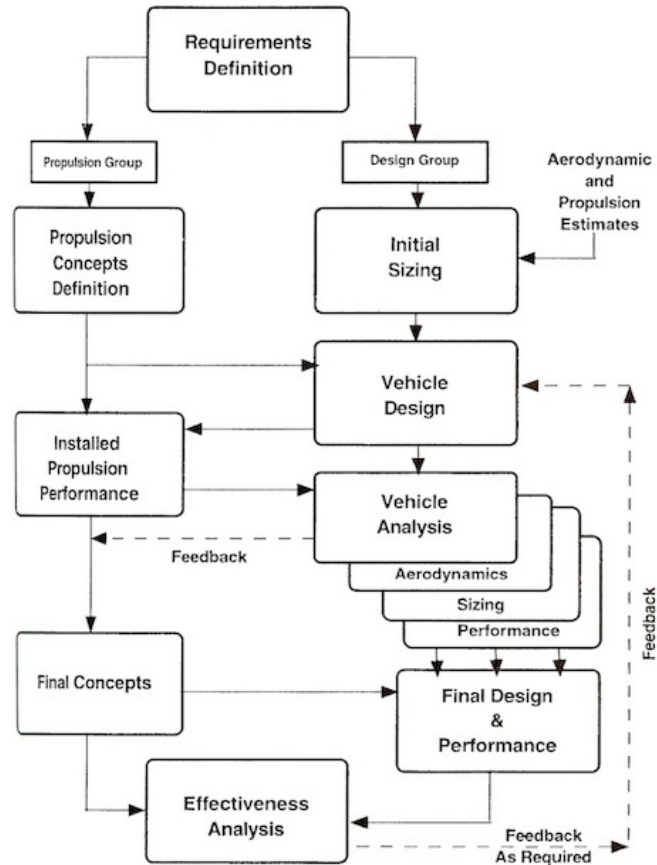 Requirements
Definition
Propulsion Group
Design Group
Aerodynamic
and
Propulsion
Estimates
Propulsion
Concepts
Definition
Initial
Sizing
Vehicle
Design
Installed
Propulsion
Performance
Vehicle
Analysis
Feedback
Aerodynamics
Sizing
Performance
Feedback
Final Concepts
Final Design
&
Performance
Effectiveness
Analysis
Feedback
As Required